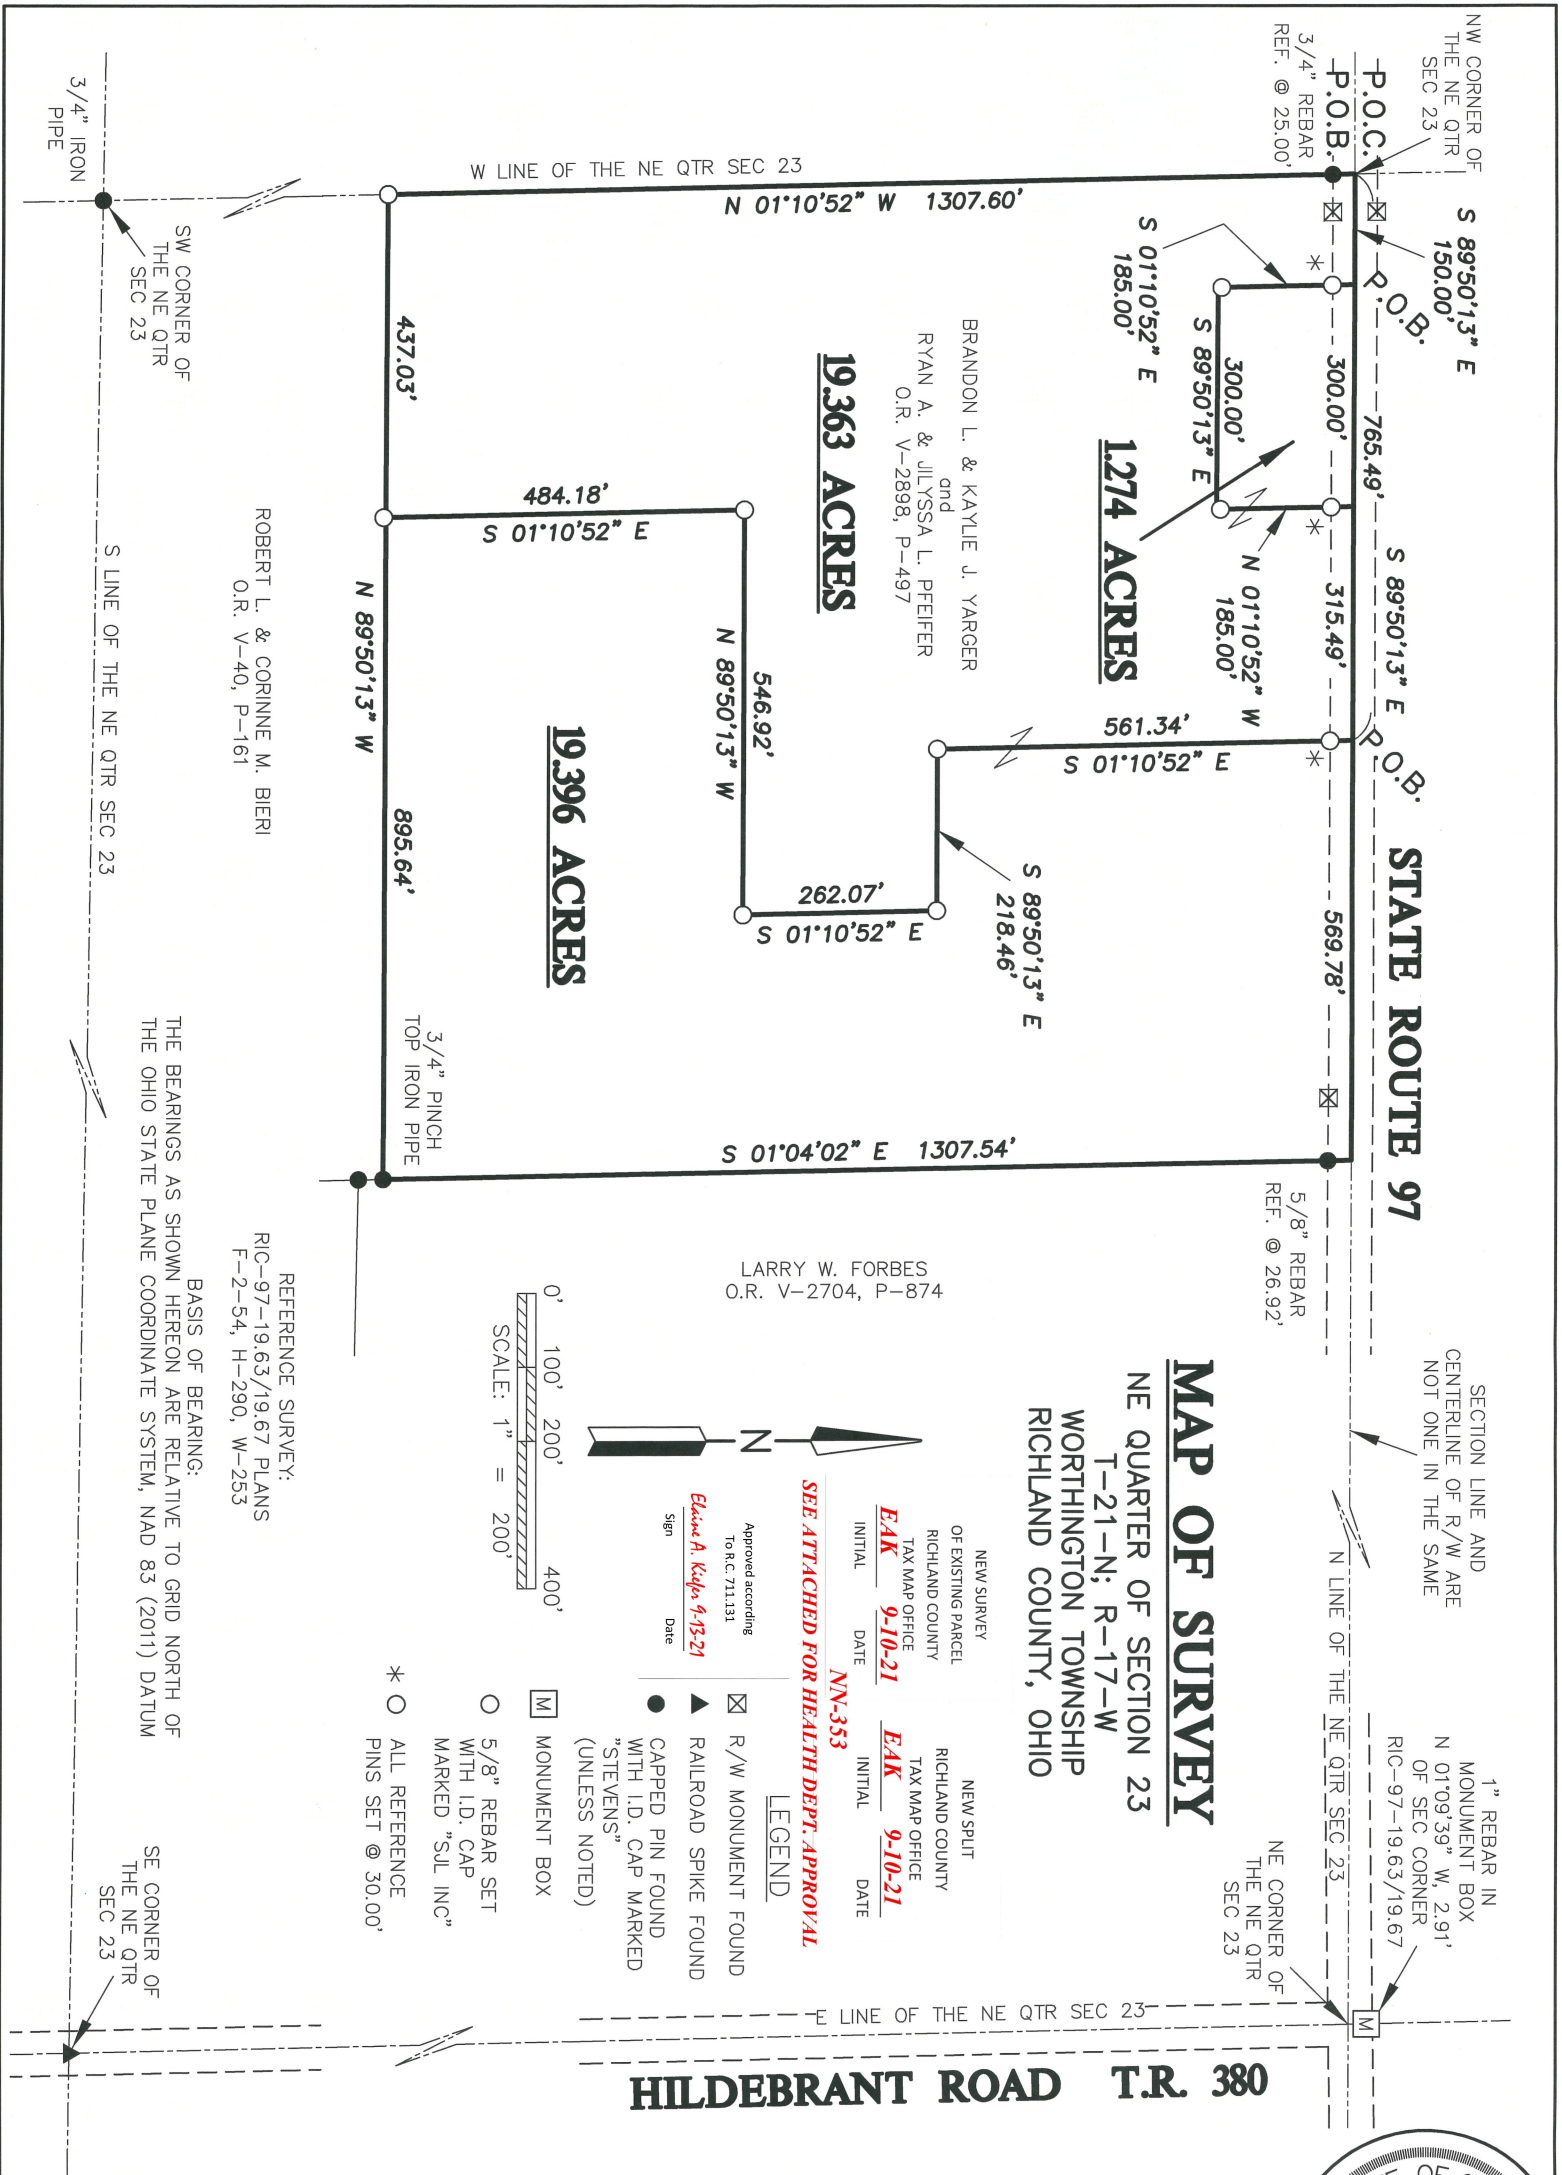 NW CORNER OF
THE NE QTR
SEC 23
P.O.C.
P.O.B.
3/4" REBAR
REF. @ 25.00'
S 89°50'13" E
150.00'
P.O.B.
765.49'
S 89°50'13" E
300.00'
315.49'
P.O.B.
569.78'
STATE ROUTE 97
5/8" REBAR
REF. @ 26.92'
SECTION LINE AND
CENTERLINE OF R/W ARE
NOT ONE IN THE SAME
N LINE OF THE NE QTR SEC 23
1" REBAR IN
MONUMENT BOX
N 01°09'39" W, 2.91'
OF SEC CORNER
RIC-97-19.63/19.67
M
NE CORNER OF
THE NE QTR
SEC 23
S 01°10'52" E
185.00'
300.00'
S 89°50'13" E
N 01°10'52" W
185.00'
1.274 ACRES
561.34'
S 01°10'52" E
W LINE OF THE NE QTR SEC 23
N 01°10'52" W 1307.60'
BRANDON L. & KAYLIE J. YARGER
and
RYAN A. & JILYSSA L. PFEIFER
O.R. V-2898, P-497
19.363 ACRES
S 89°50'13" E
218.46'
262.07'
S 01°10'52" E
546.92'
N 89°50'13" W
484.18'
S 01°10'52" E
19.396 ACRES
S 01°04'02" E 1307.54'
437.03'
N 89°50'13" W
895.64'
3/4" PINCH
TOP IRON PIPE
LARRY W. FORBES
O.R. V-2704, P-874
ROBERT L. & CORINNE M. BIERI
O.R. V-40, P-161
SW CORNER OF
THE NE QTR
SEC 23
3/4" IRON
PIPE
S LINE OF THE NE QTR SEC 23
MAP OF SURVEY
NE QUARTER OF SECTION 23
T-21-N; R-17-W
WORTHINGTON TOWNSHIP
RICHLAND COUNTY, OHIO
NEW SURVEY
OF EXISTING PARCEL
RICHLAND COUNTY
TAX MAP OFFICE
EAK 9-10-21
INITIAL DATE
NEW SPLIT
RICHLAND COUNTY
TAX MAP OFFICE
EAK 9-10-21
INITIAL DATE
NN-353
SEE ATTACHED FOR HEALTH DEPT. APPROVAL
Approved according
To R.C. 711.131
Elaine A. Kiefer 9-13-21
Sign Date
N
0' 100' 200' 400'
SCALE: 1" = 200'
LEGEND
R/W MONUMENT FOUND
RAILROAD SPIKE FOUND
CAPPED PIN FOUND
WITH I.D. CAP MARKED
"STEVENS"
(UNLESS NOTED)
M MONUMENT BOX
5/8" REBAR SET
WITH I.D. CAP
MARKED "SJL INC"
* ALL REFERENCE
PINS SET @ 30.00'
REFERENCE SURVEY:
RIC-97-19.63/19.67 PLANS
F-2-54, H-290, W-253
BASIS OF BEARING:
THE BEARINGS AS SHOWN HEREON ARE RELATIVE TO GRID NORTH OF
THE OHIO STATE PLANE COORDINATE SYSTEM, NAD 83 (2011) DATUM
E LINE OF THE NE QTR SEC 23
HILDEBRANT ROAD T.R. 380
SE CORNER OF
THE NE QTR
SEC 23
OF